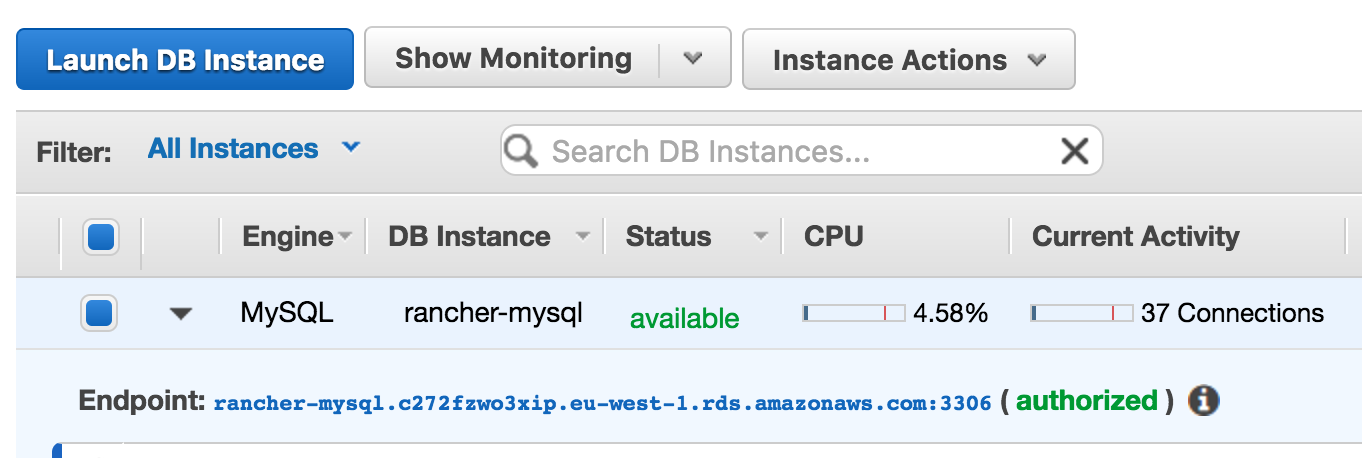 Launch DB Instance Show Monitoring Instance Actions
Filter: All Instances Search DB Instances...
Engine DB Instance Status CPU Current Activity
MySQL rancher-mysql available 4.58% 37 Connections
Endpoint: rancher-mysql.c272fzwo3xip.eu-west-1.rds.amazonaws.com:3306 ( authorized )